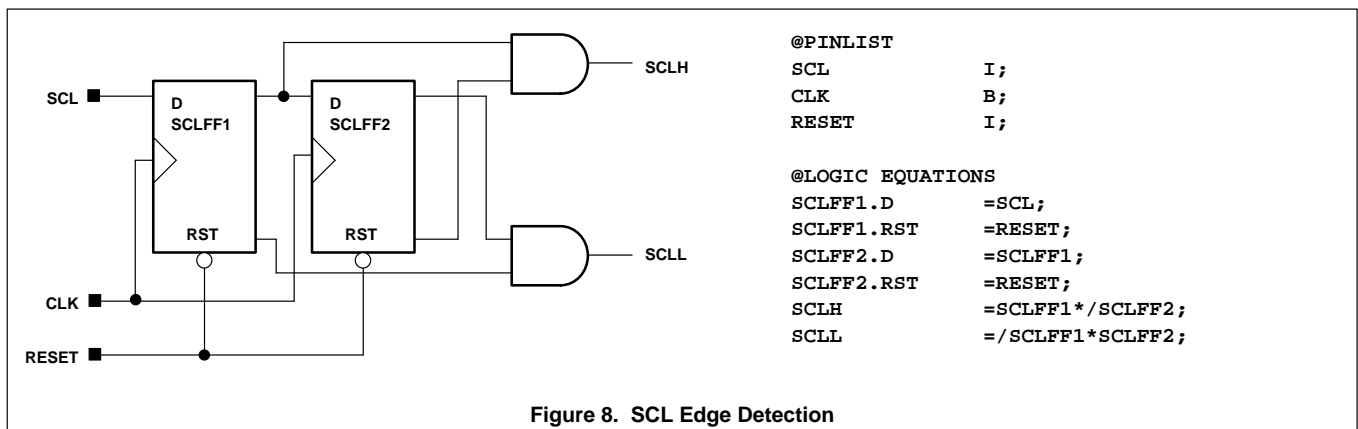 SCL
D
SCLFF1
RST
D
SCLFF2
RST
SCLH
SCLL
CLK
RESET
@PINLIST
SCL I;
CLK B;
RESET I;
@LOGIC EQUATIONS
SCLFF1.D =SCL;
SCLFF1.RST =RESET;
SCLFF2.D =SCLFF1;
SCLFF2.RST =RESET;
SCLH =SCLFF1*/SCLFF2;
SCLL =/SCLFF1*SCLFF2;
Figure 8. SCL Edge Detection